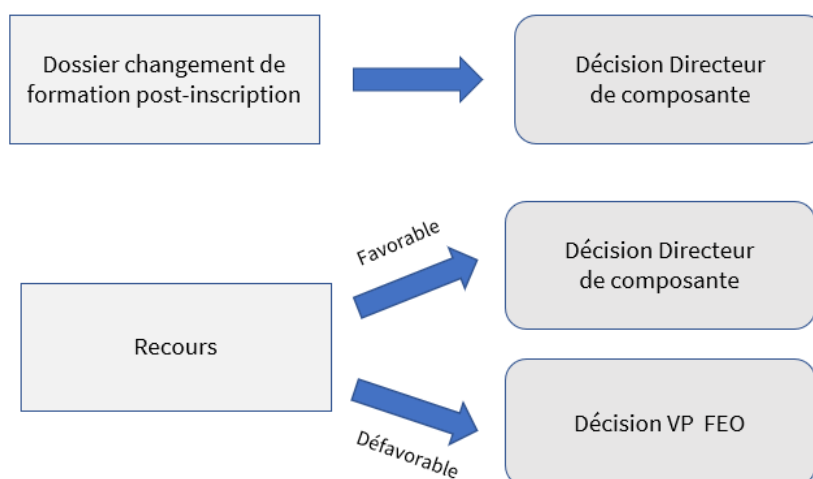 Dossier changement de
formation post-inscription
Décision Directeur
de composante
Recours
Favorable
Décision Directeur
de composante
Défavorable
Décision VP FEO